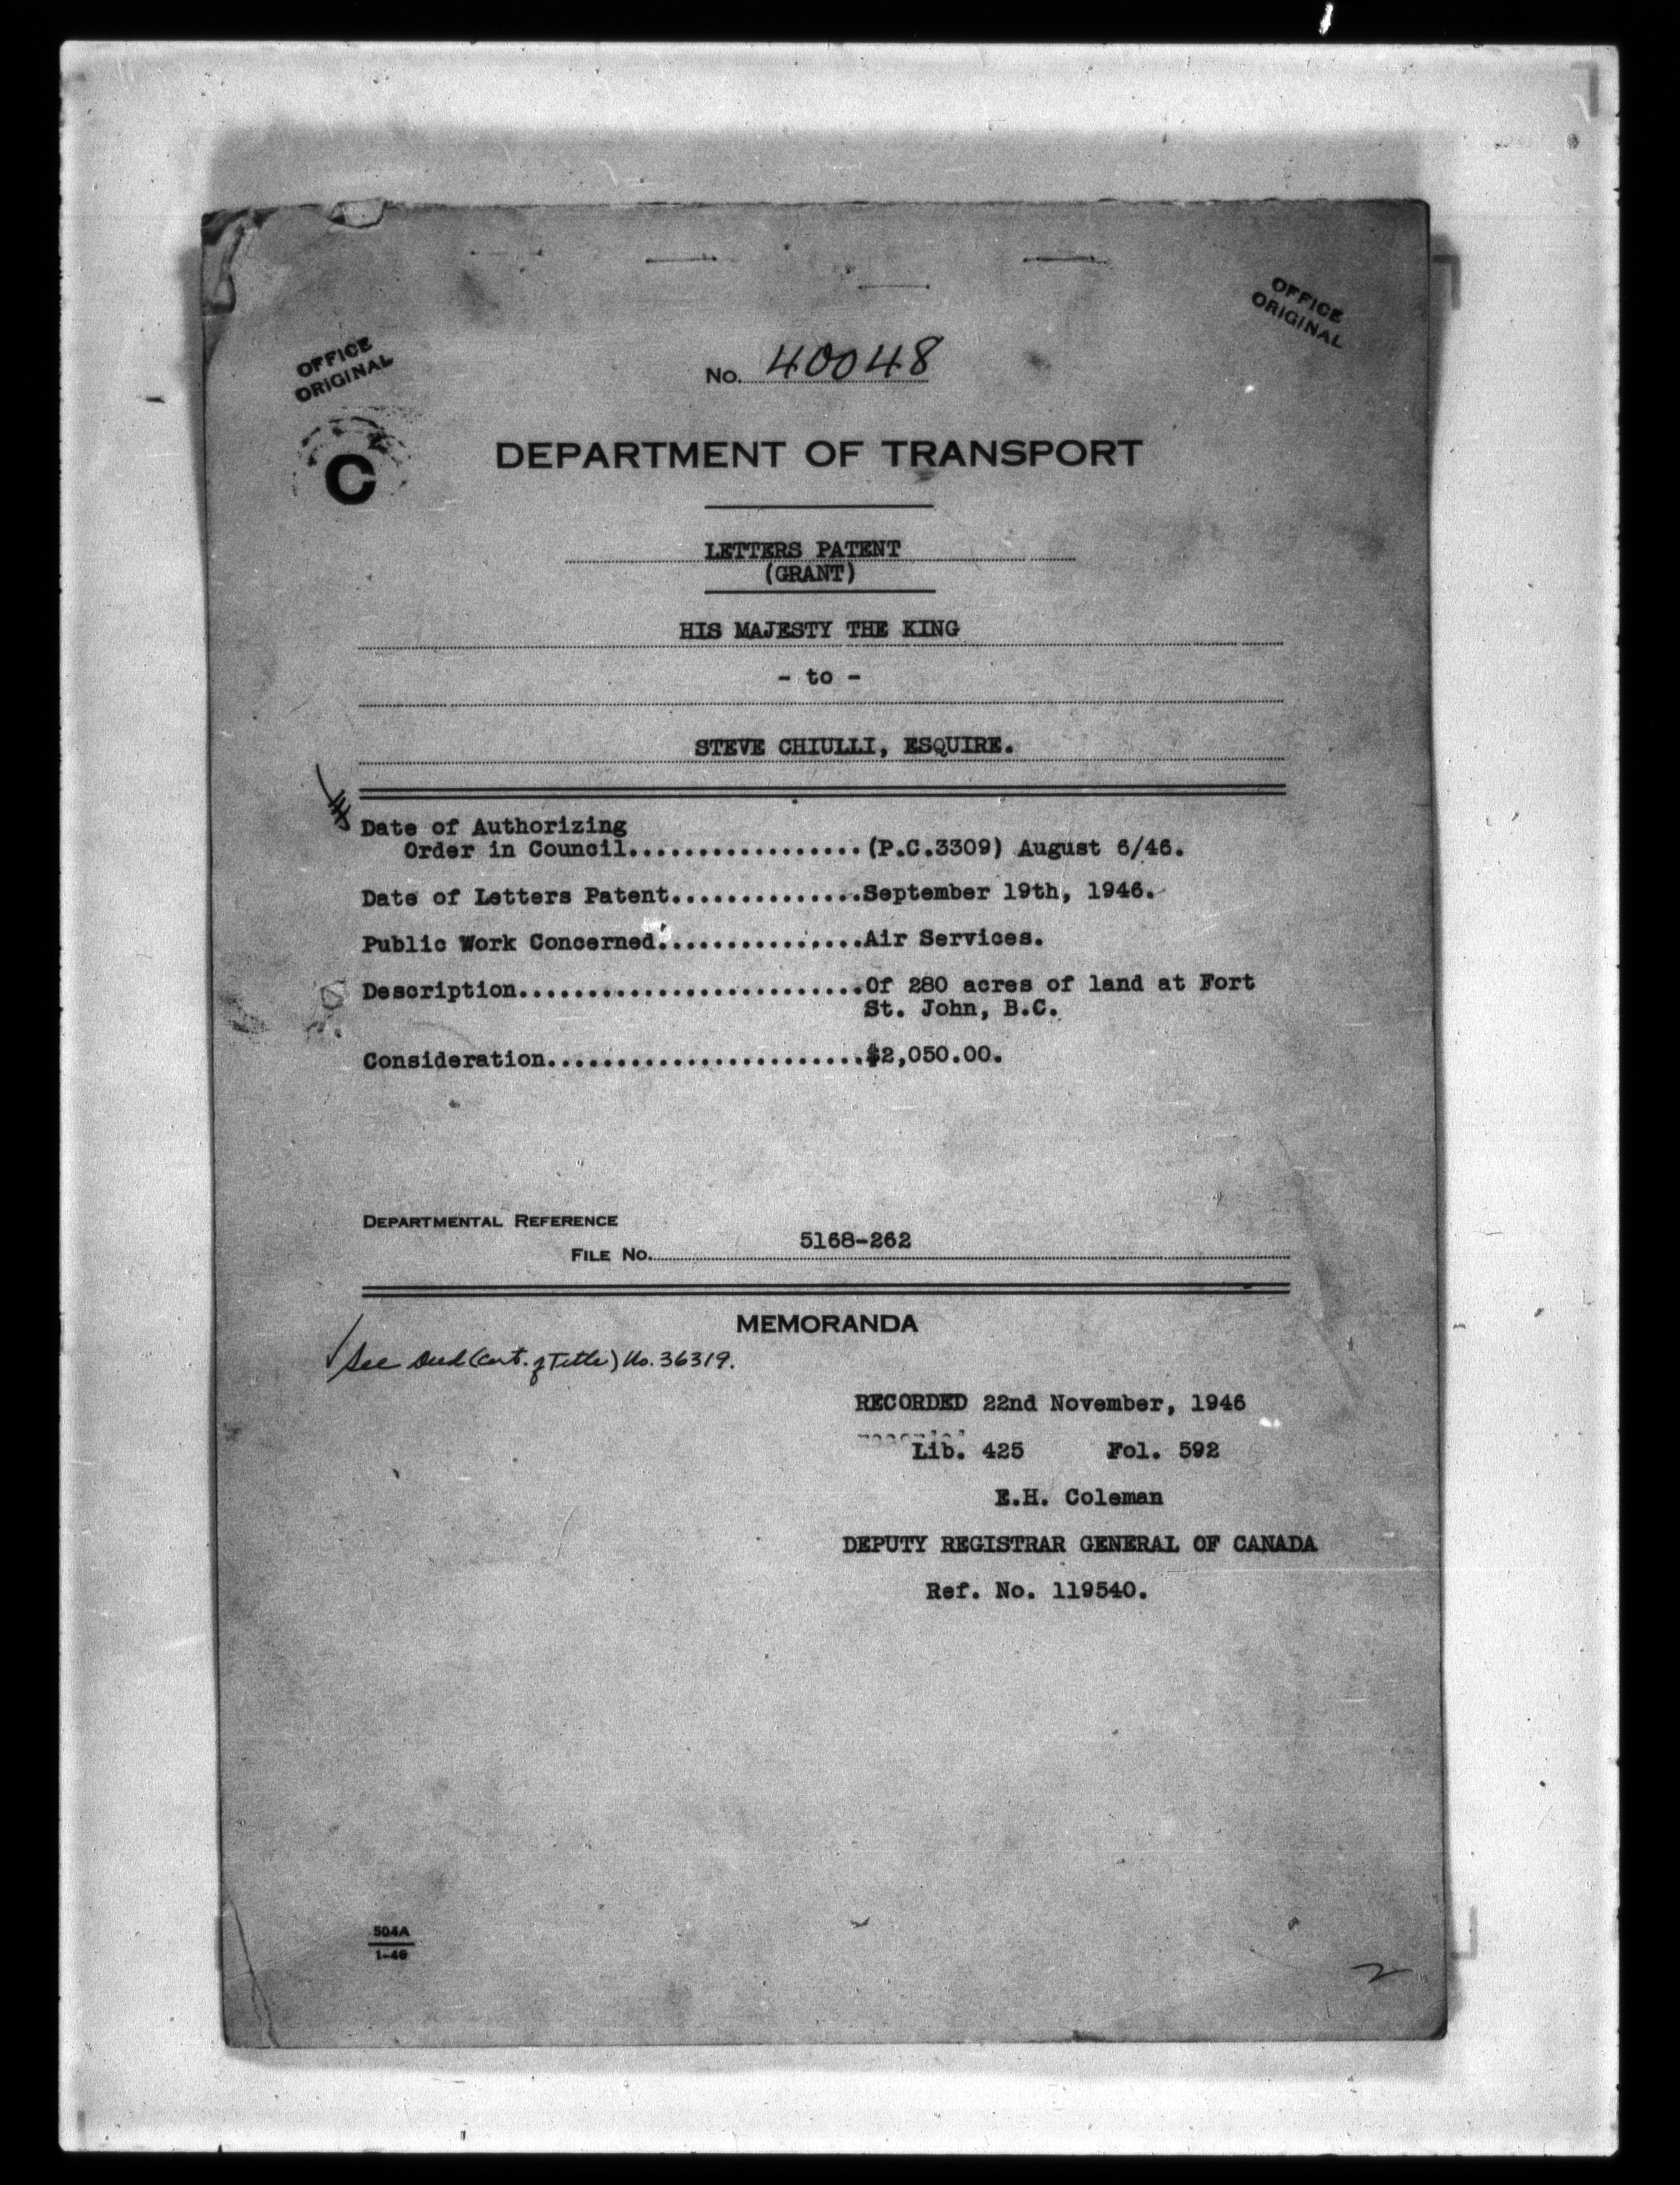 OFFICE
ORIGINAL
OFFICE
ORIGINAL
No. 40048
C
DEPARTMENT OF TRANSPORT
LETTERS PATENT
(GRANT)
HIS MAJESTY THE KING
- to -
STEVE CHIULLI, ESQUIRE.
Date of Authorizing
Order in Council..................(P.C.3309) August 6/46.
Date of Letters Patent..............September 19th, 1946.
Public Work Concerned...............Air Services.
Description.........................Of 280 acres of land at Fort
St. John, B.C.
Consideration.......................$2,050.00.
DEPARTMENTAL REFERENCE
FILE No. 5168-262
MEMORANDA
See Deed (Cert. of Title) No. 36319.
RECORDED 22nd November, 1946
Lib. 425 Fol. 592
E.H. Coleman
DEPUTY REGISTRAR GENERAL OF CANADA
Ref. No. 119540.
504A
1-46